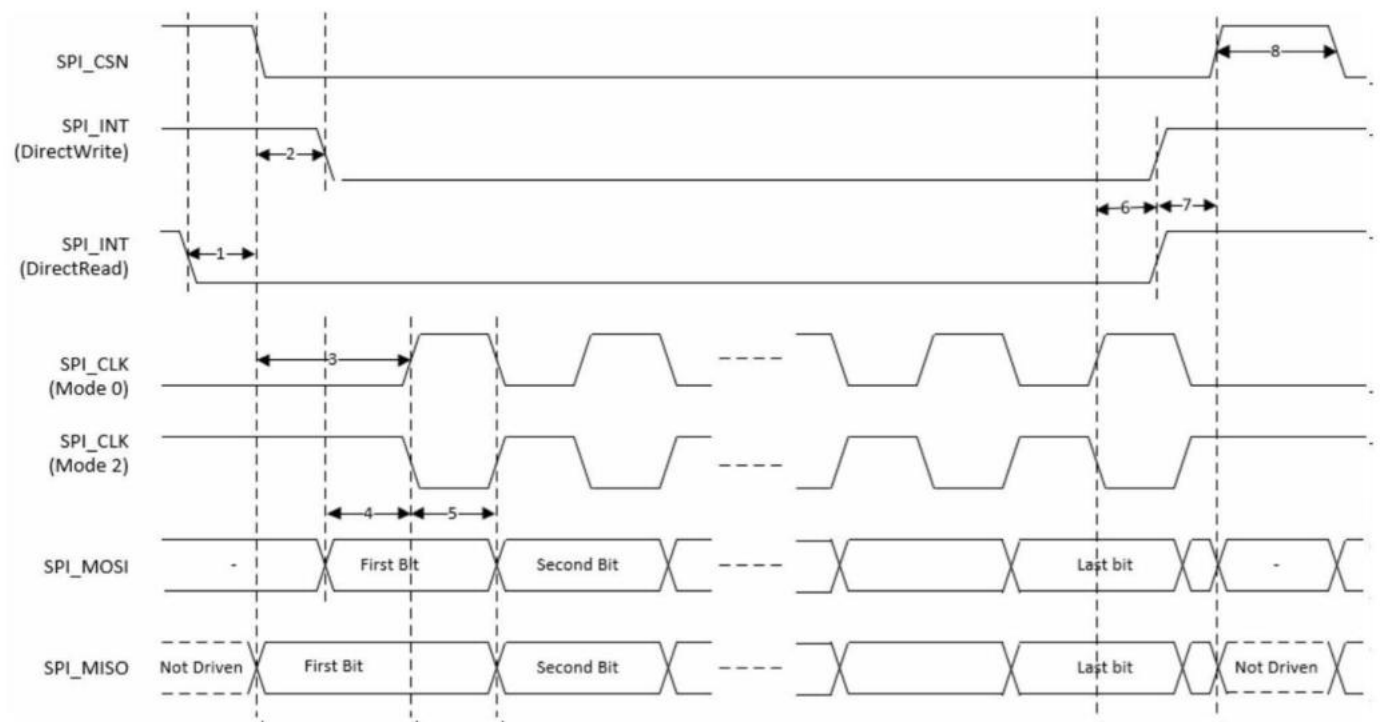 SPI_CSN
8
SPI_INT
(DirectWrite)
2
6
7
SPI_INT
(DirectRead)
1
SPI_CLK
(Mode 0)
3
SPI_CLK
(Mode 2)
4
5
SPI_MOSI
-
First Bit
Second Bit
Last bit
-
SPI_MISO
Not Driven
First Bit
Second Bit
Last bit
Not Driven